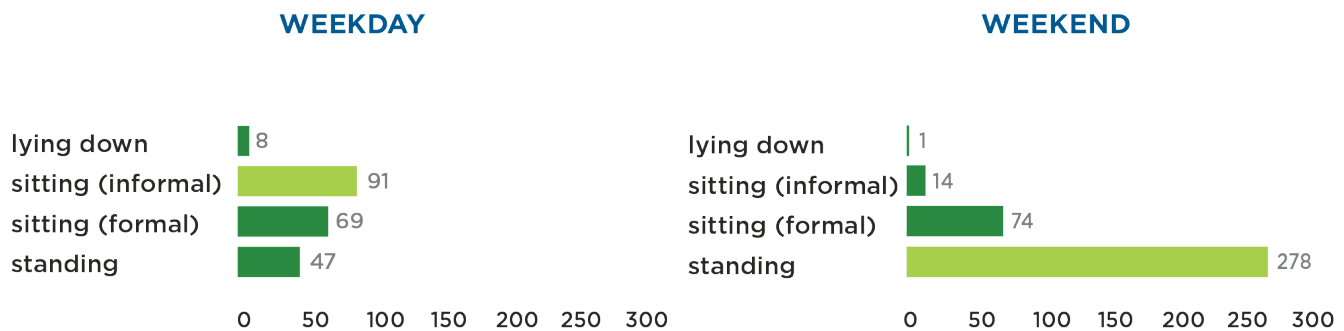 WEEKDAY
lying down 8
sitting (informal) 91
sitting (formal) 69
standing 47
0 50 100 150 200 250 300
WEEKEND
lying down 1
sitting (informal) 14
sitting (formal) 74
standing 278
0 50 100 150 200 250 300